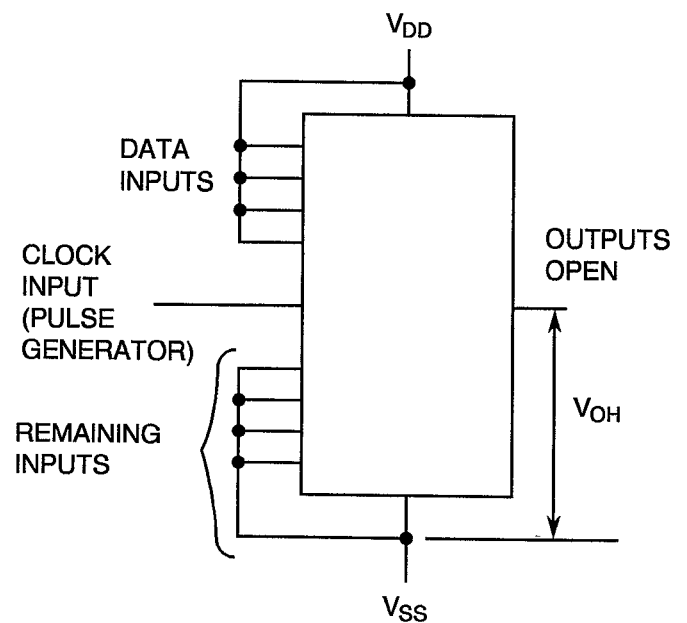 VDD
DATA
INPUTS
CLOCK
INPUT
(PULSE
GENERATOR)
OUTPUTS
OPEN
VOH
REMAINING
INPUTS
VSS